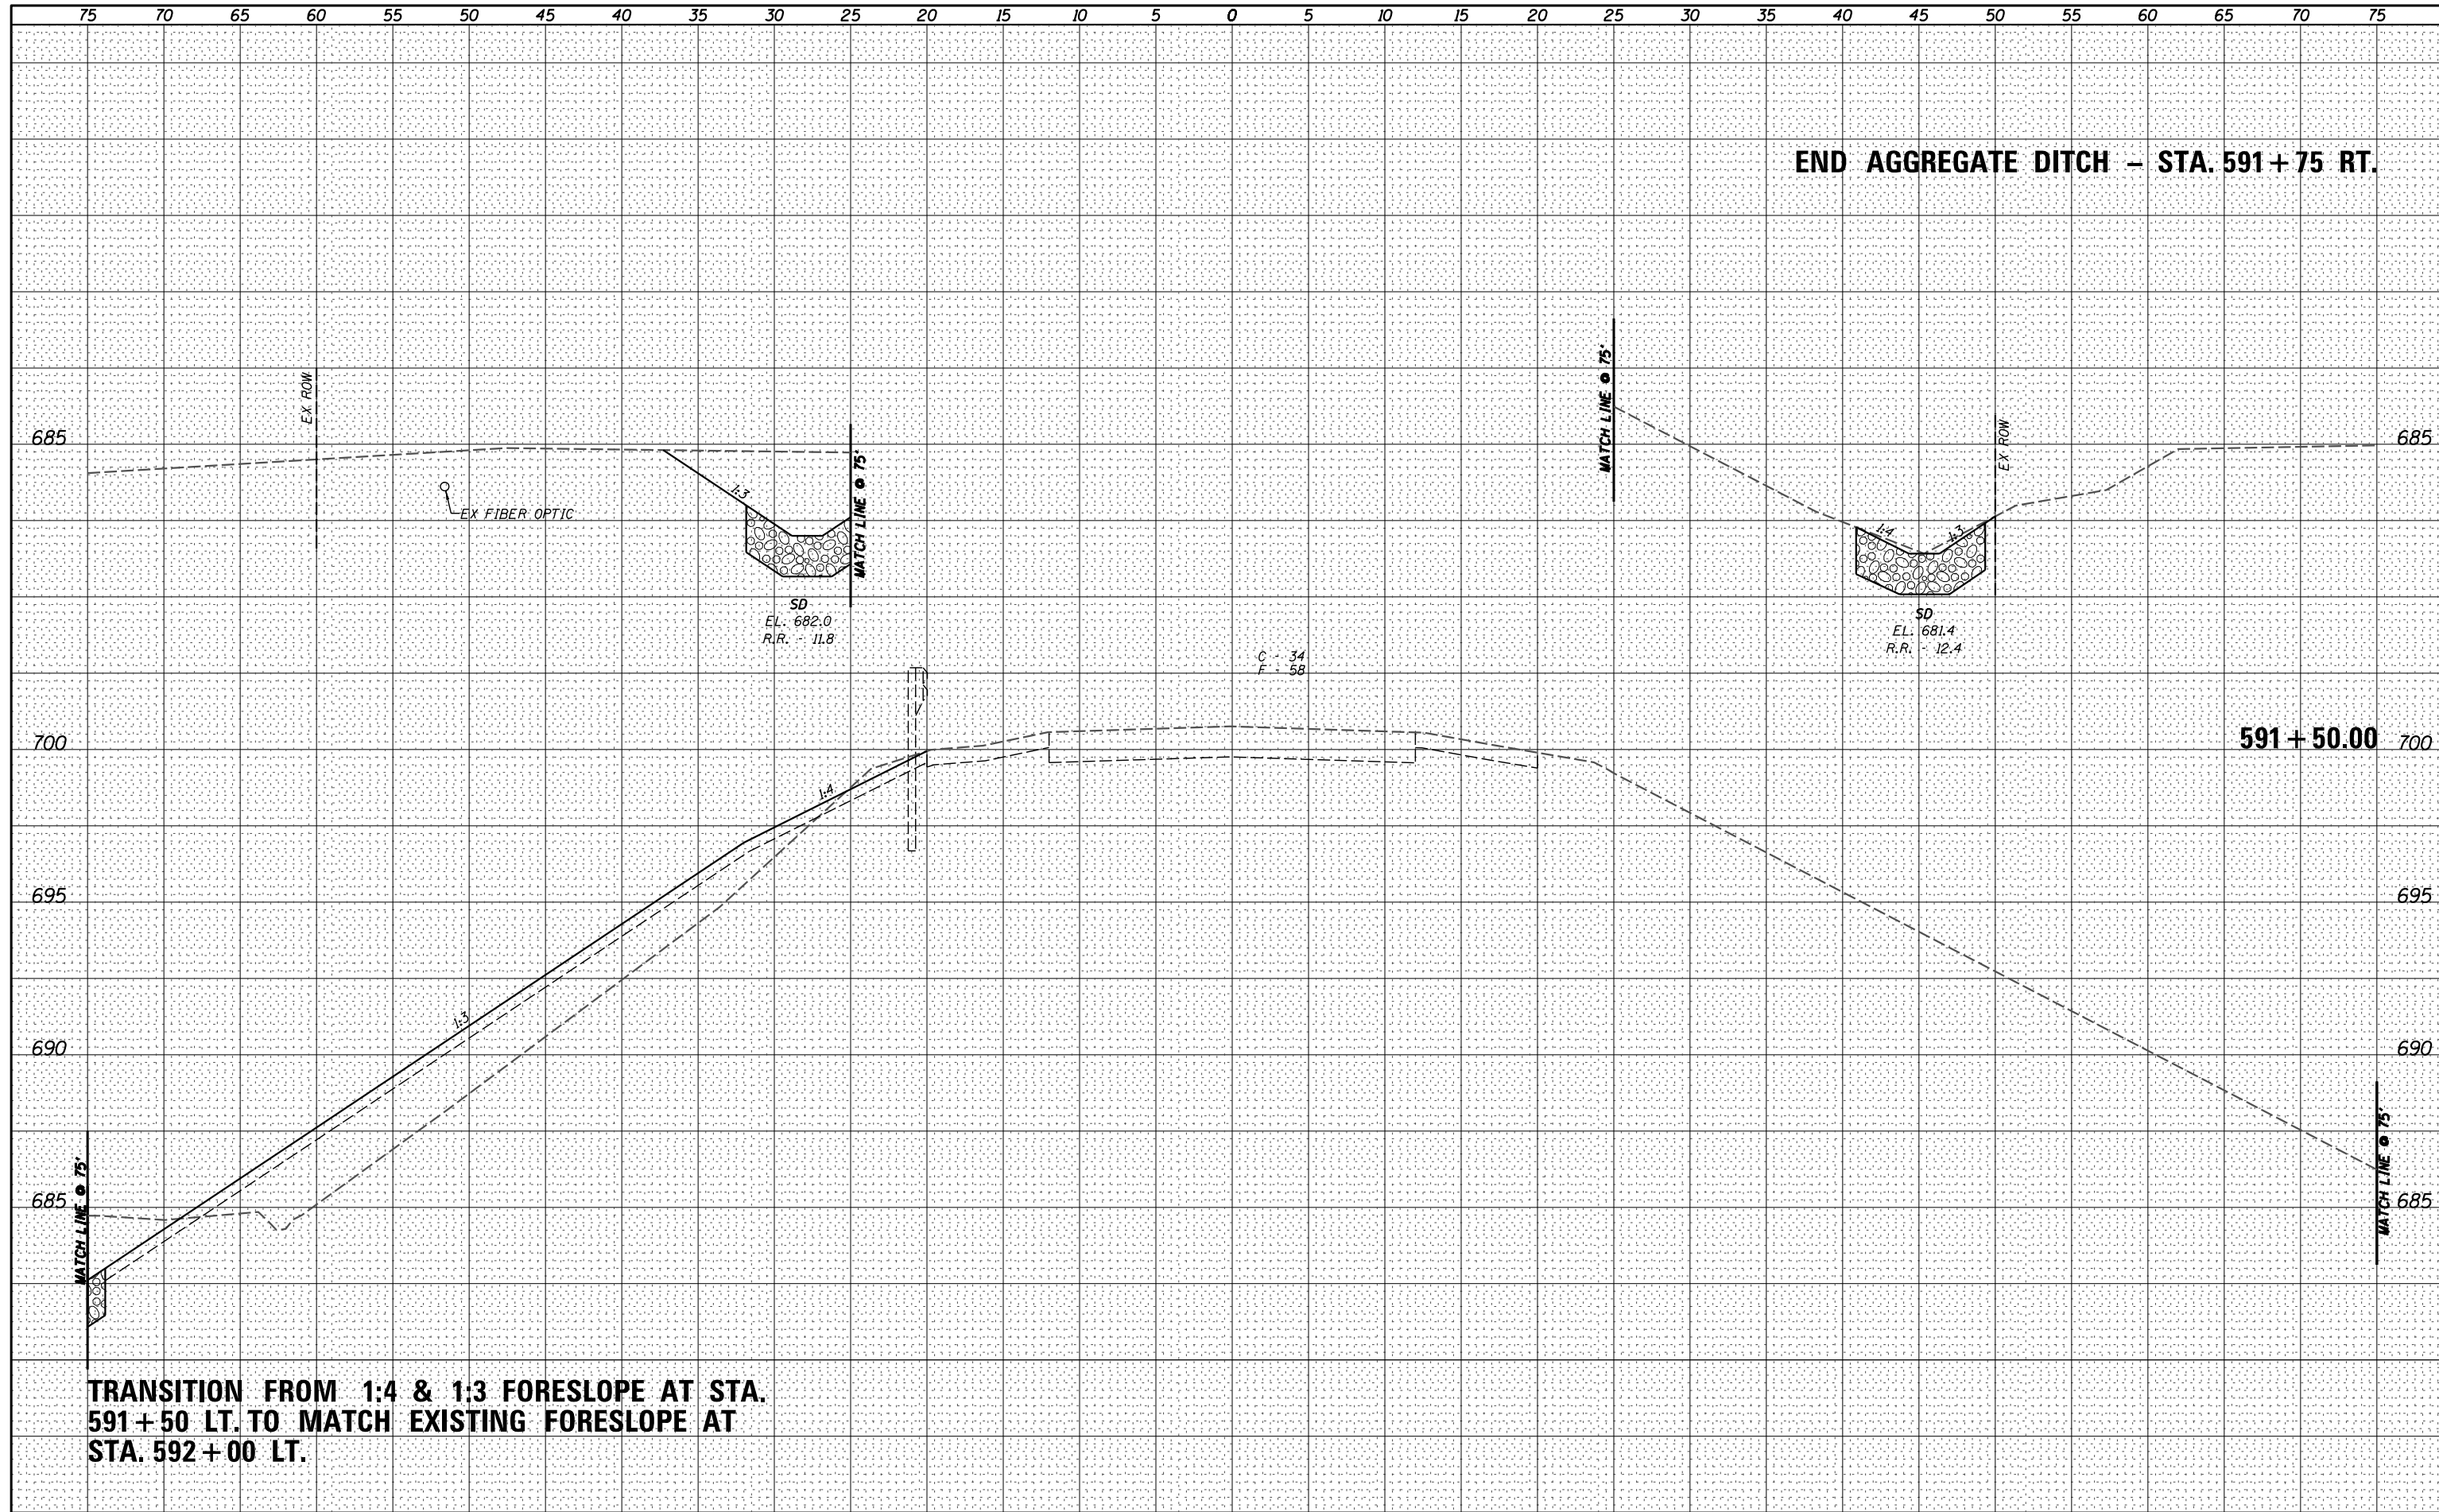 75 70 65 60 55 50 45 40 35 30 25 20 15 10 5 0 5 10 15 20 25 30 35 40 45 50 55 60 65 70 75
END AGGREGATE DITCH – STA. 591+75 RT.
EX ROW
MATCH LINE @ 75'
685
EX ROW
685
1:3
MATCH LINE @ 75'
EX FIBER OPTIC
1:4
1:3
SD
EL. 682.0
R.R. - 11.8
SD
EL. 681.4
R.R. - 12.4
C - 34
F - 58
700
591+50.00
700
1:4
695
695
1:3
690
690
MATCH LINE @ 75'
685
MATCH LINE @ 75'
685
TRANSITION FROM 1:4 & 1:3 FORESLOPE AT STA.
591+50 LT. TO MATCH EXISTING FORESLOPE AT
STA. 592+00 LT.